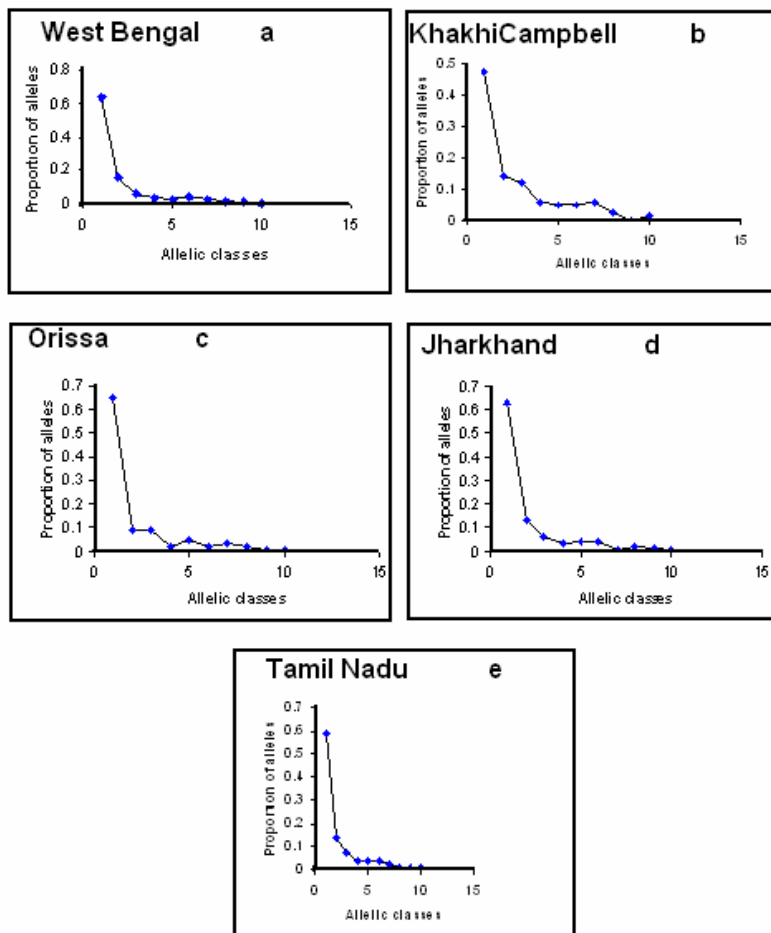 West Bengal a
Proportion of alleles
0.8
0.6
0.4
0.2
0
0 5 10 15
Allelic classes
KhakhiCampbell b
Proportion of alleles
0.5
0.4
0.3
0.2
0.1
0
0 5 10 15
Allelic classes
Orissa c
Proportion of alleles
0.7
0.6
0.5
0.4
0.3
0.2
0.1
0
0 5 10 15
Allelic classes
Jharkhand d
Proportion of alleles
0.7
0.6
0.5
0.4
0.3
0.2
0.1
0
0 5 10 15
Allelic classes
Tamil Nadu e
Proportion of alleles
0.7
0.6
0.5
0.4
0.3
0.2
0.1
0
0 5 10 15
Allelic classes